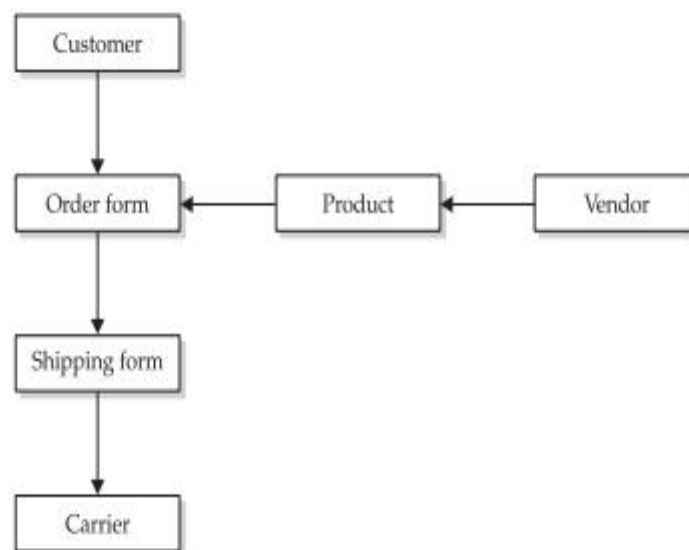 Customer
Order form
Product
Vendor
Shipping form
Carrier